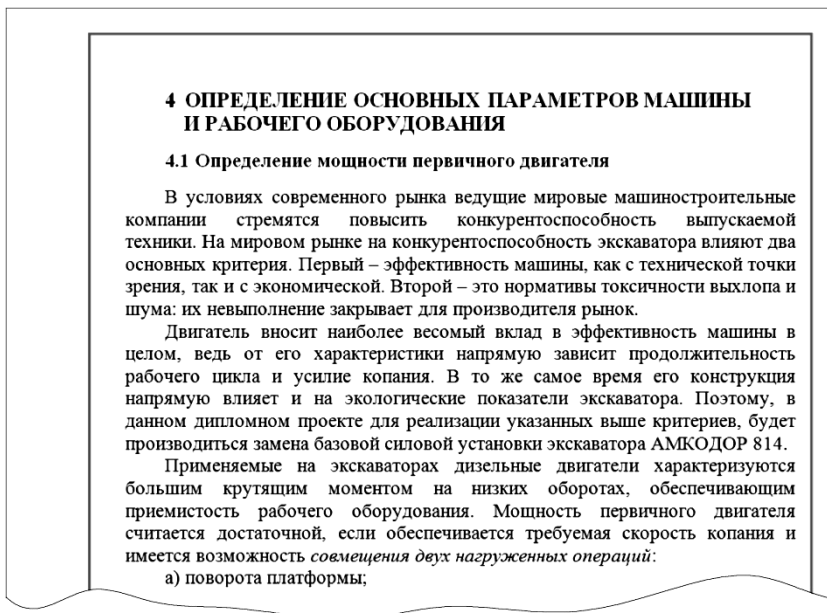 4 ОПРЕДЕЛЕНИЕ ОСНОВНЫХ ПАРАМЕТРОВ МАШИНЫ
И РАБОЧЕГО ОБОРУДОВАНИЯ
4.1 Определение мощности первичного двигателя
В условиях современного рынка ведущие мировые машиностроительные
компании стремятся повысить конкурентоспособность выпускаемой
техники. На мировом рынке на конкурентоспособность экскаватора влияют два
основных критерия. Первый – эффективность машины, как с технической точки
зрения, так и с экономической. Второй – это нормативы токсичности выхлопа и
шума: их невыполнение закрывает для производителя рынок.
Двигатель вносит наиболее весомый вклад в эффективность машины в
целом, ведь от его характеристики напрямую зависит продолжительность
рабочего цикла и усилие копания. В то же самое время его конструкция
напрямую влияет и на экологические показатели экскаватора. Поэтому, в
данном дипломном проекте для реализации указанных выше критериев, будет
производиться замена базовой силовой установки экскаватора АМКОДОР 814.
Применяемые на экскаваторах дизельные двигатели характеризуются
большим крутящим моментом на низких оборотах, обеспечивающим
приемистость рабочего оборудования. Мощность первичного двигателя
считается достаточной, если обеспечивается требуемая скорость копания и
имеется возможность совмещения двух нагруженных операций:
а) поворота платформы;